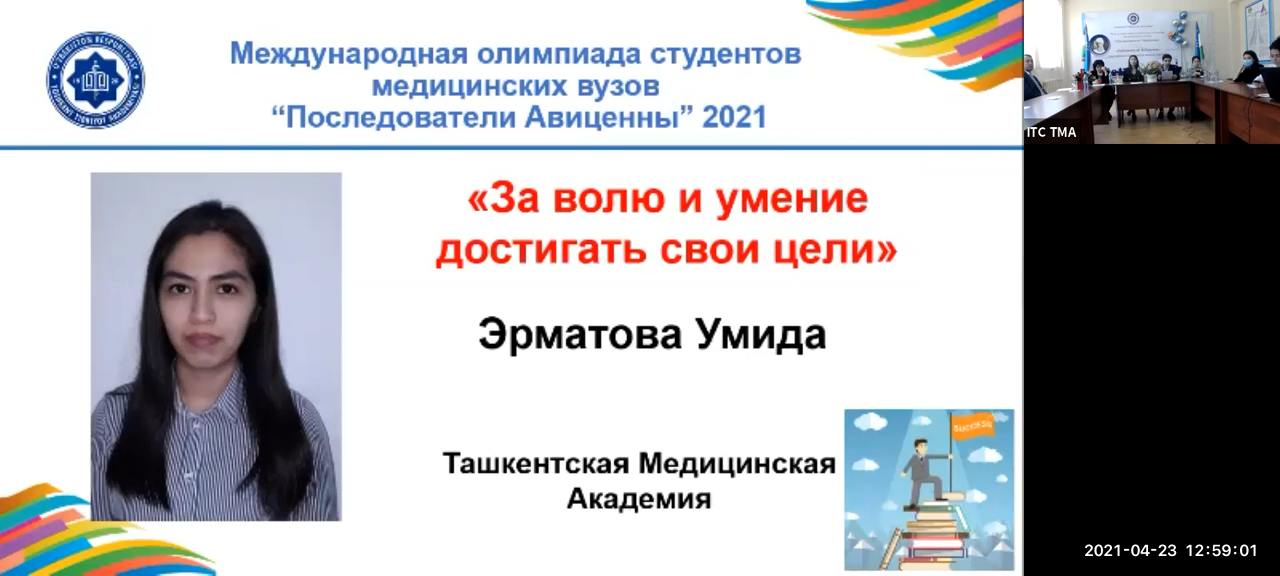 Международная олимпиада студентов
медицинских вузов
“Последователи Авиценны” 2021
«За волю и умение
достигать свои цели»
Эрматова Умида
Ташкентская Медицинская
Академия
ITC TMA
2021-04-23 12:59:01